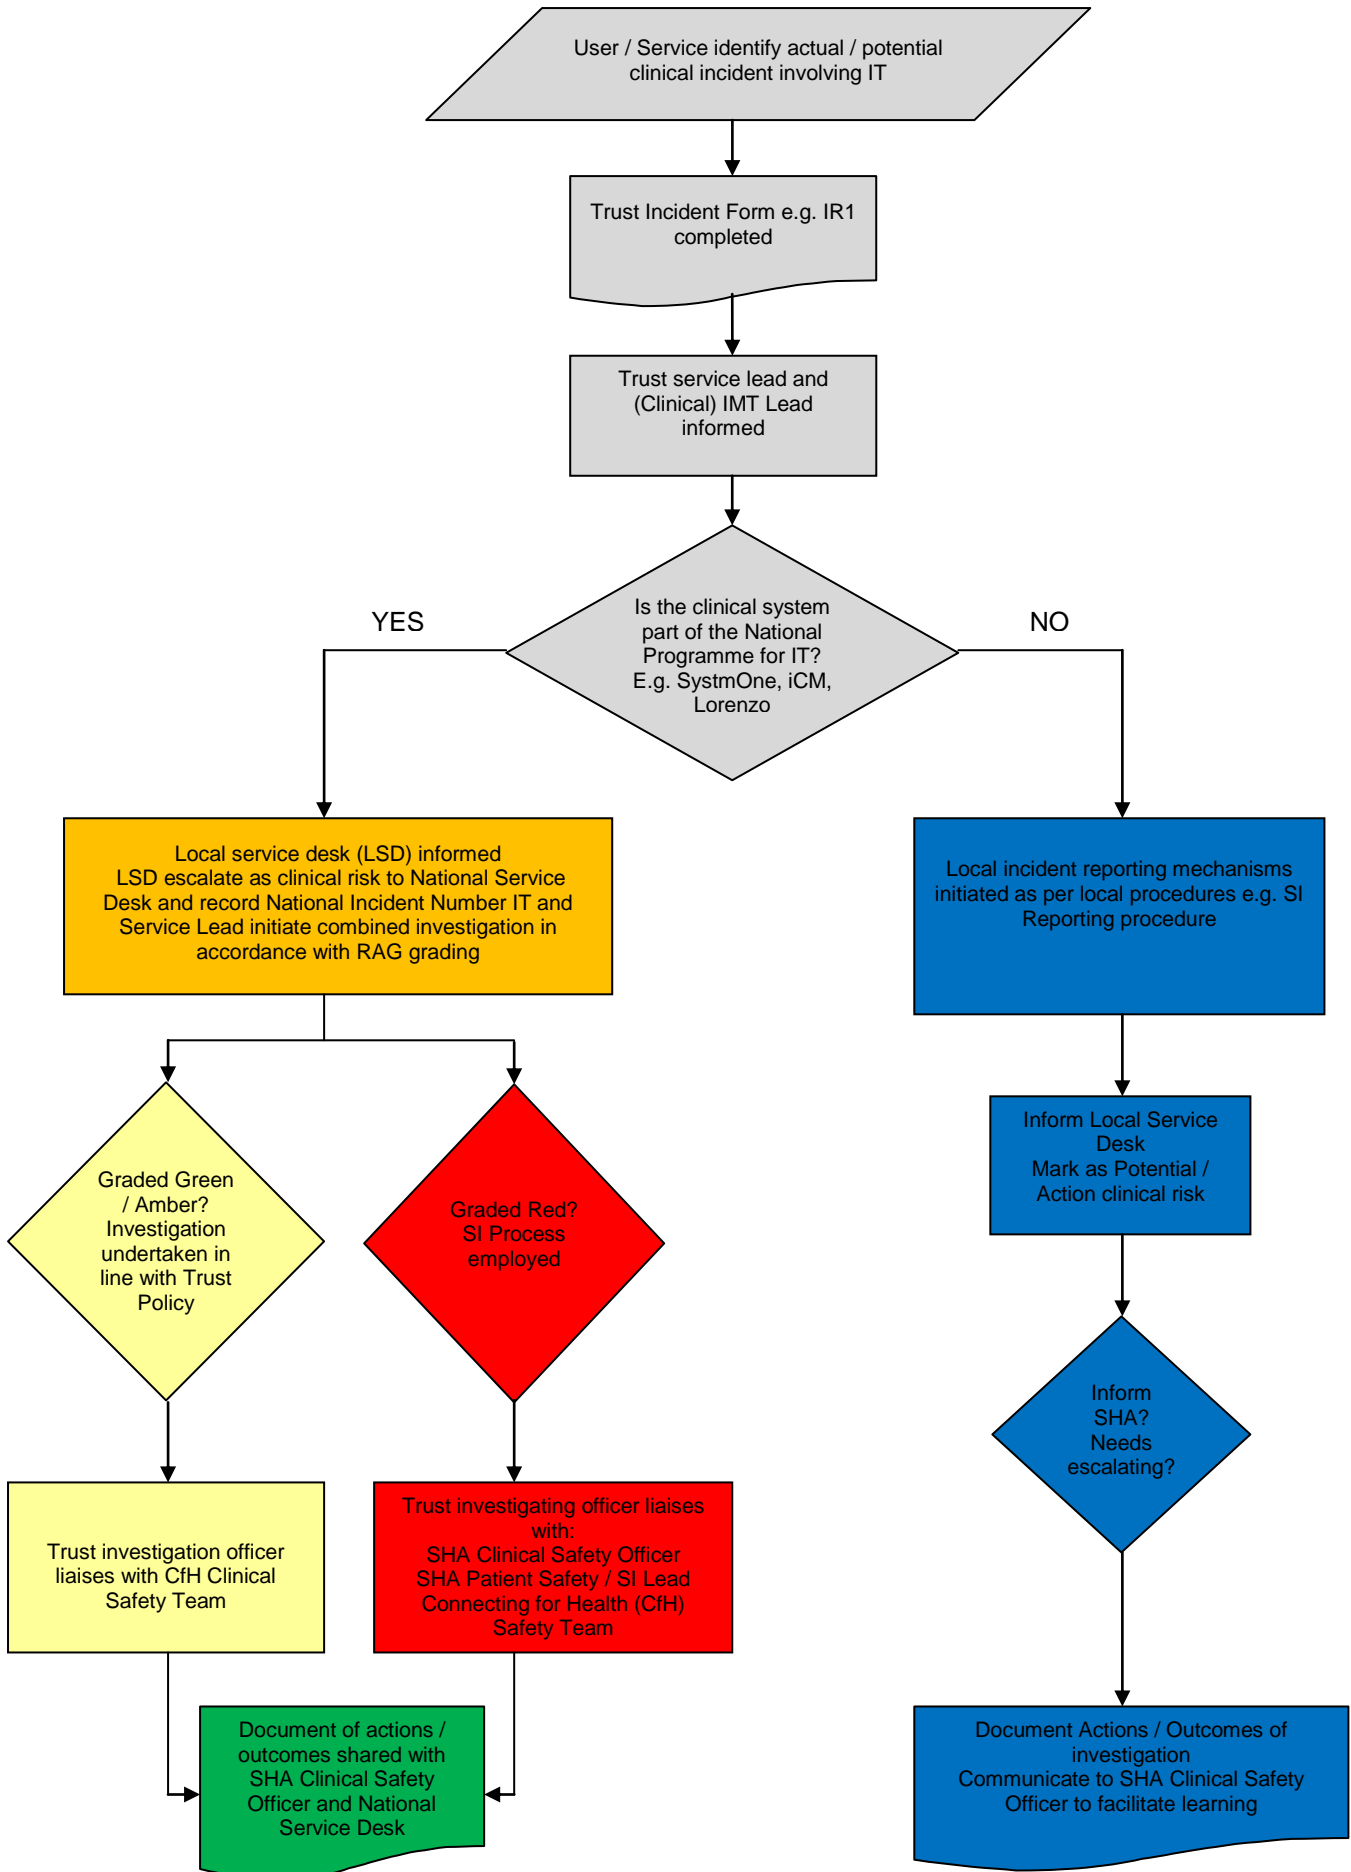 User / Service identify actual / potential
clinical incident involving IT
Trust Incident Form e.g. IR1
completed
Trust service lead and
(Clinical) IMT Lead
informed
Is the clinical system
part of the National
Programme for IT?
E.g. SystmOne, iCM,
Lorenzo
YES
NO
Local service desk (LSD) informed
LSD escalate as clinical risk to National Service
Desk and record National Incident Number IT and
Service Lead initiate combined investigation in
accordance with RAG grading
Local incident reporting mechanisms
initiated as per local procedures e.g. SI
Reporting procedure
Graded Green
/ Amber?
Investigation
undertaken in
line with Trust
Policy
Graded Red?
SI Process
employed
Inform Local Service
Desk
Mark as Potential /
Action clinical risk
Inform
SHA?
Needs
escalating?
Trust investigation officer
liaises with CfH Clinical
Safety Team
Trust investigating officer liaises
with:
SHA Clinical Safety Officer
SHA Patient Safety / SI Lead
Connecting for Health (CfH)
Safety Team
Document of actions /
outcomes shared with
SHA Clinical Safety
Officer and National
Service Desk
Document Actions / Outcomes of
investigation
Communicate to SHA Clinical Safety
Officer to facilitate learning